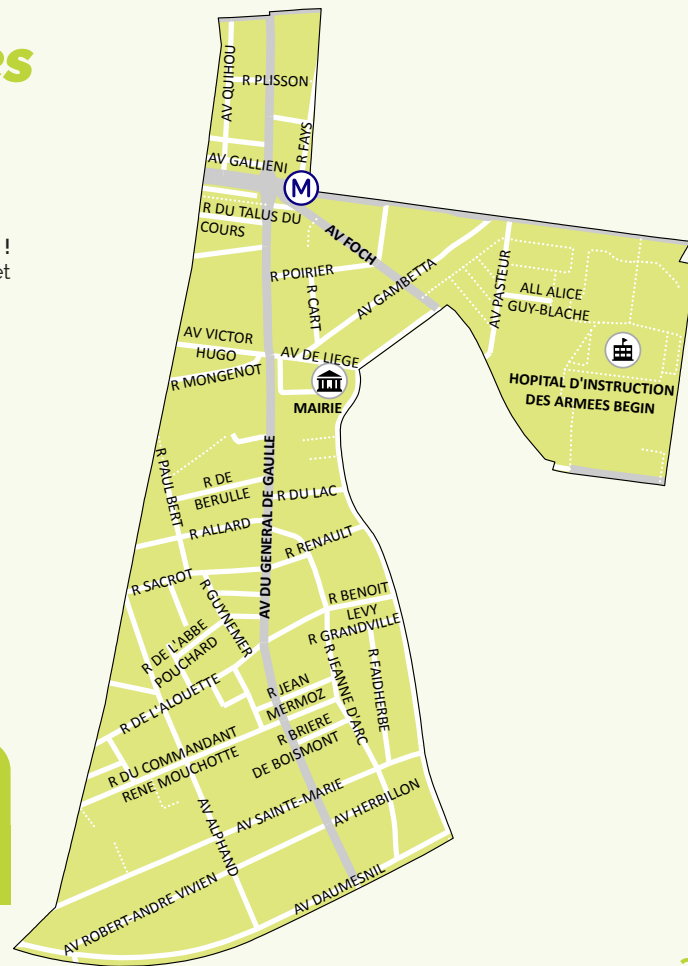 es
!
et
AV QUIHOU
R PLISSON
R FAYS
AV GALLIENI
M
R DU TALUS DU
COURS
AV FOCH
R POIRIER
R CART
AV GAMBETTA
AV PASTEUR
ALL ALICE
GUY-BLACHE
AV VICTOR
HUGO
AV DE LIEGE
R MONGENOT
MAIRIE
HOPITAL D'INSTRUCTION
DES ARMEES BEGIN
R PAUL BERT
R DE
BERULLE
R DU LAC
AV DU GENERAL DE GAULLE
R ALLARD
R RENAULT
R SACROT
R GUYNEMER
R BENOIT
LEVY
R GRANDVILLE
R DE L'ABBE
POUCHARD
R JEANNE D'ARC
R FAIDHERBE
R DE L'ALOUETTE
R JEAN
MERMOZ
R BRIERE
DE BOISMONT
R DU COMMANDANT
RENE MOUCHOTTE
AV ALPHAND
AV SAINTE-MARIE
AV HERBILLON
AV ROBERT-ANDRE VIVIEN
AV DAUMESNIL